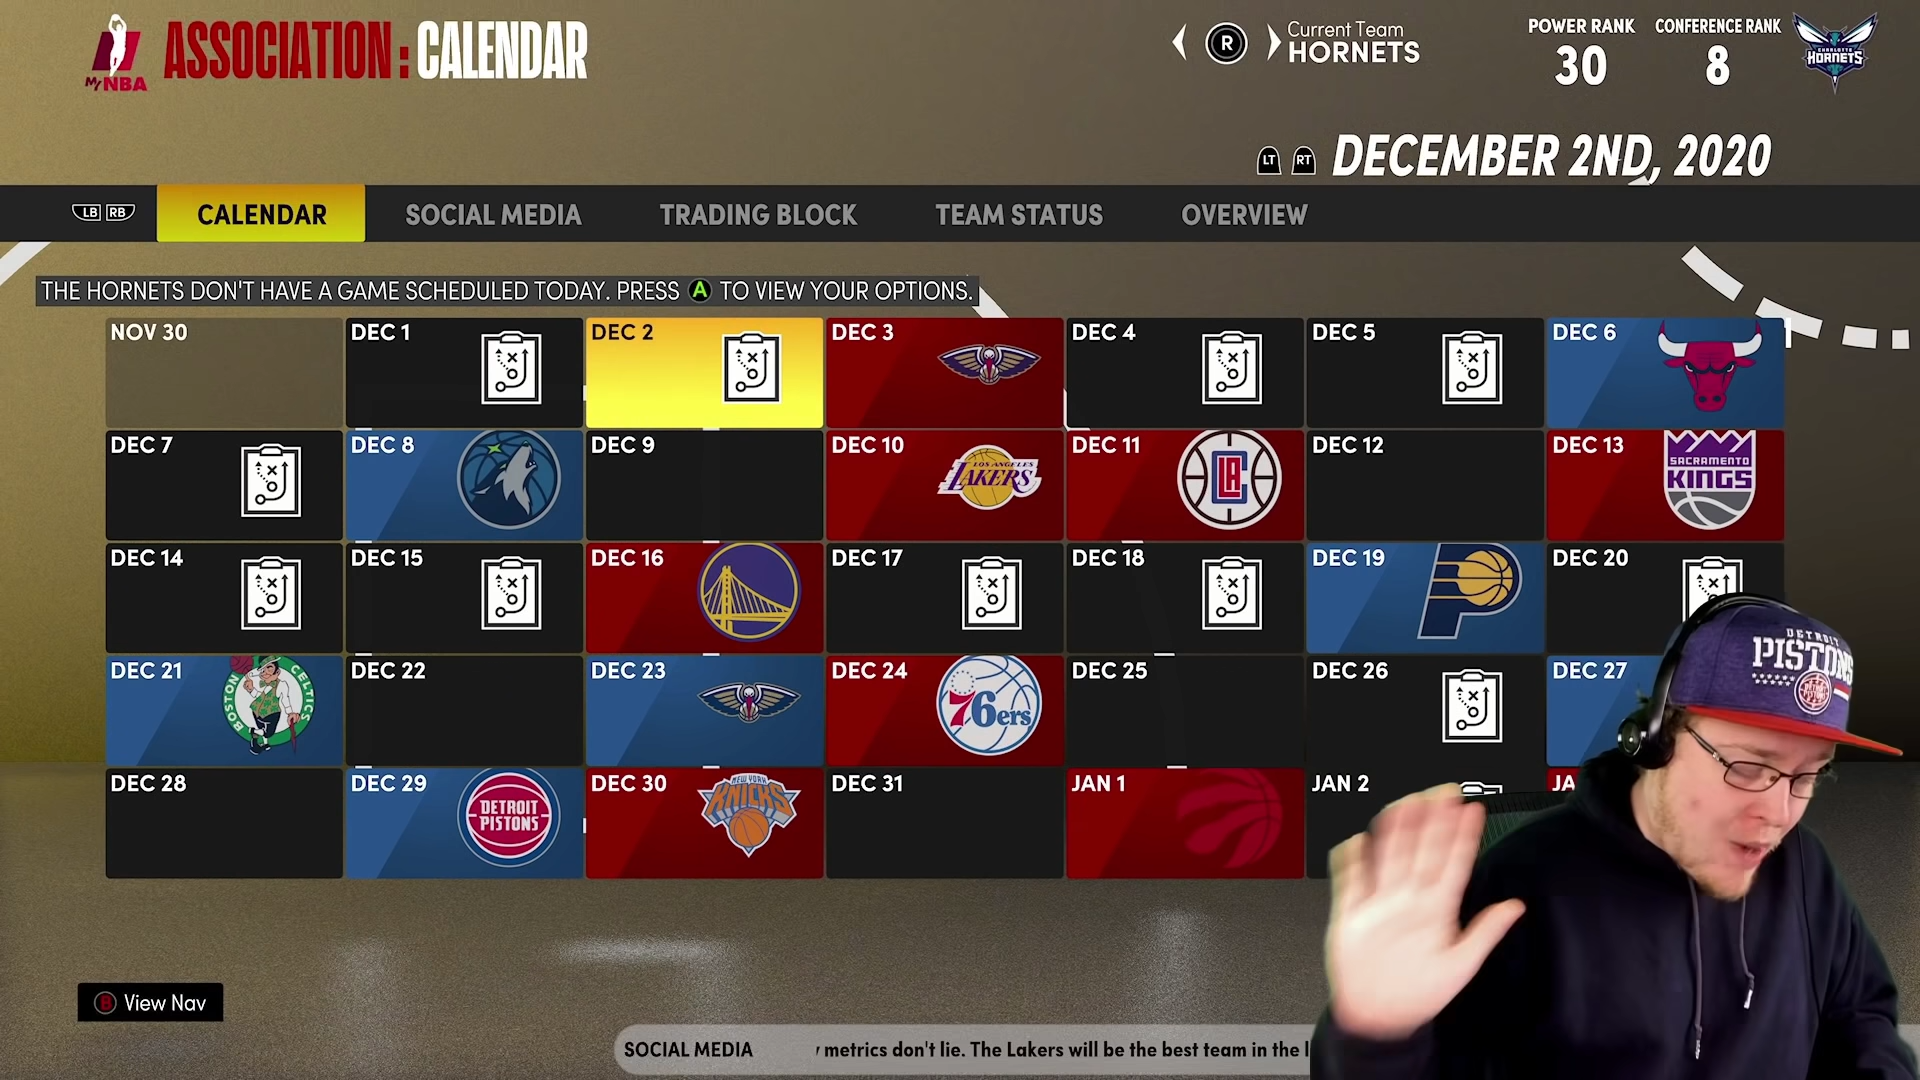 MyNBA
ASSOCIATION: CALENDAR
R
Current Team
HORNETS
POWER RANK
30
CONFERENCE RANK
8
CHARLOTTE
HORNETS
LT RT DECEMBER 2ND, 2020
LB RB CALENDAR SOCIAL MEDIA TRADING BLOCK TEAM STATUS OVERVIEW
THE HORNETS DON'T HAVE A GAME SCHEDULED TODAY. PRESS A TO VIEW YOUR OPTIONS.
NOV 30 DEC 1 DEC 2 DEC 3 DEC 4 DEC 5 DEC 6
DEC 7 DEC 8 DEC 9 DEC 10 DEC 11 DEC 12 DEC 13
LOS ANGELES
LAKERS
LA
SACRAMENTO
KINGS
DEC 14 DEC 15 DEC 16 DEC 17 DEC 18 DEC 19 DEC 20
DEC 21 DEC 22 DEC 23 DEC 24 DEC 25 DEC 26 DEC 27
BOSTON CELTICS
76ers
DEC 28 DEC 29 DEC 30 DEC 31 JAN 1 JAN 2 JA
DETROIT
PISTONS
NEW YORK
KNICKS
DETROIT
PISTONS
B View Nav
SOCIAL MEDIA metrics don't lie. The Lakers will be the best team in the